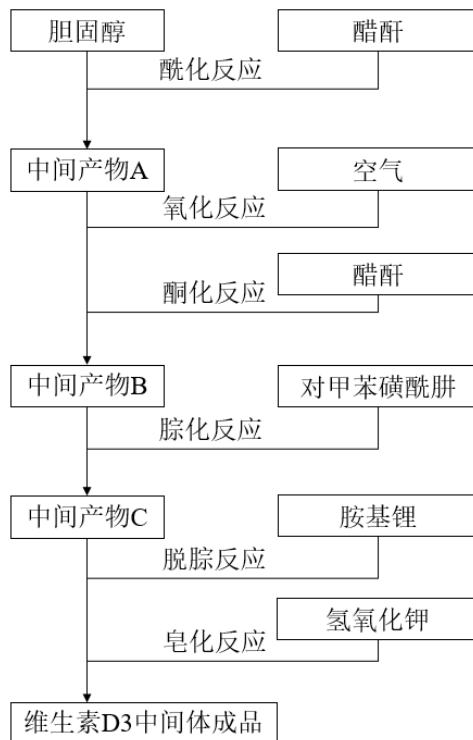 胆固醇
醋酐
酰化反应
中间产物A
空气
氧化反应
醋酐
酮化反应
中间产物B
对甲苯磺酰肼
腙化反应
中间产物C
胺基锂
脱腙反应
氢氧化钾
皂化反应
维生素D3中间体成品